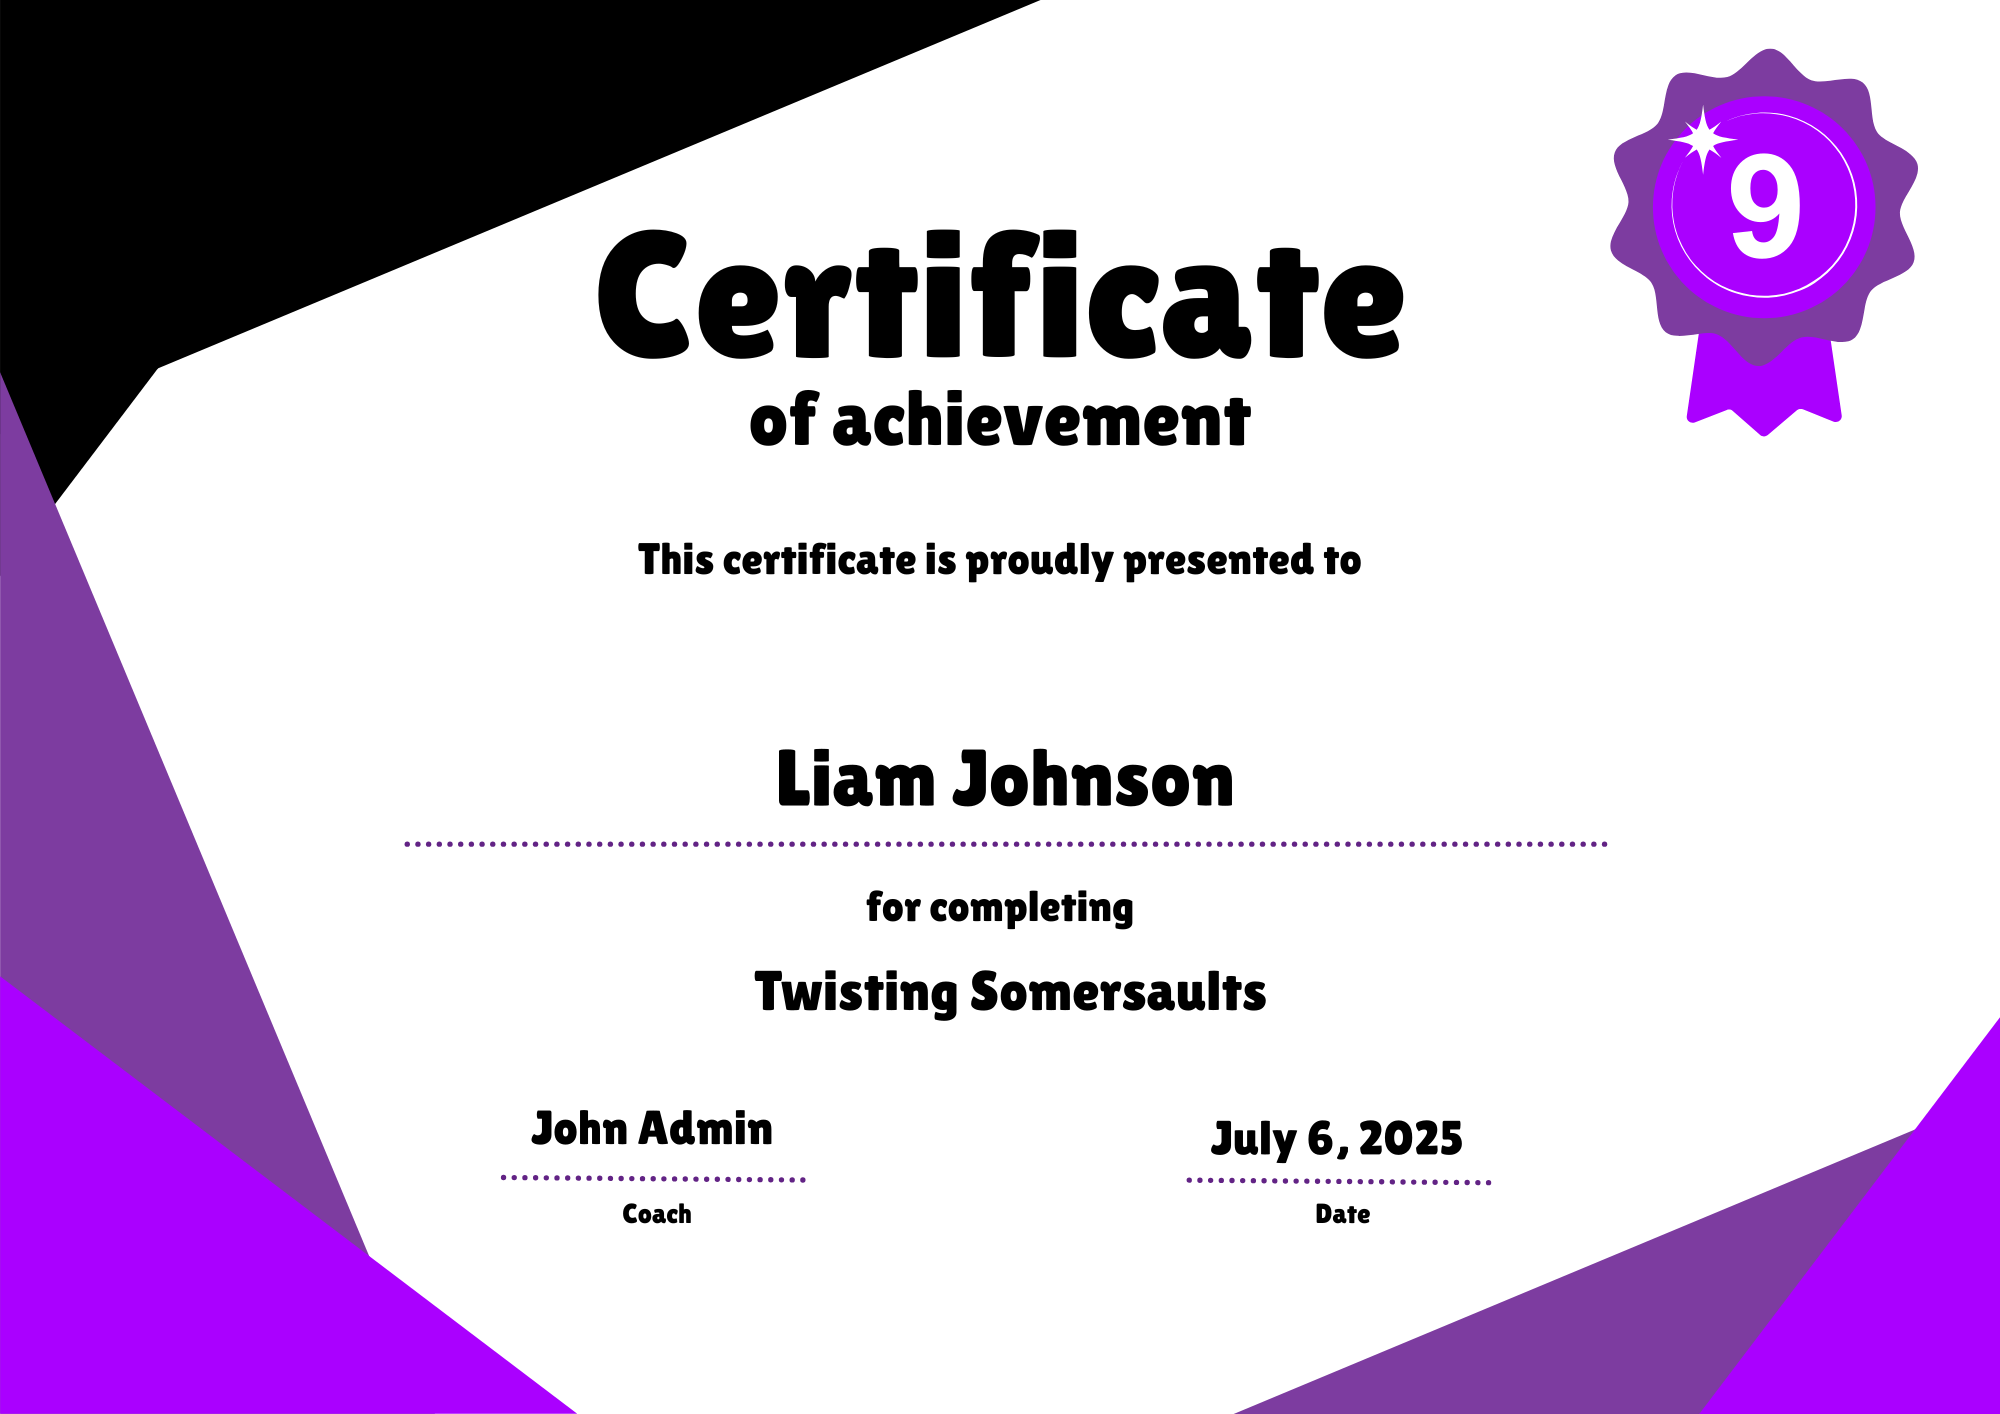 9
Certificate
of achievement
This certificate is proudly presented to
Liam Johnson
for completing
Twisting Somersaults
John Admin
July 6, 2025
Coach
Date